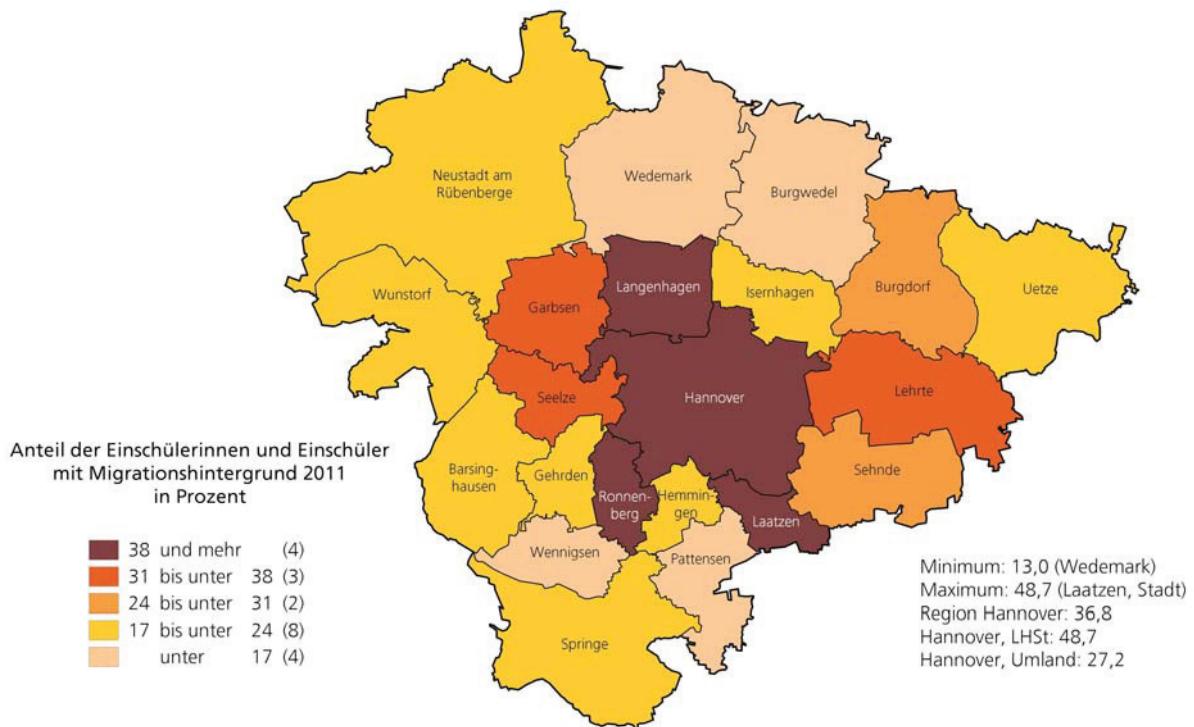 Neustadt am
Rübenberge
Wedemark
Burgwedel
Wunstorf
Garbsen
Langenhagen
Isernhagen
Burgdorf
Uetze
Seelze
Hannover
Lehrte
Barsing-
hausen
Gehrden
Ronnen-
berg
Hemmin-
gen
Laatzen
Sehnde
Wennigsen
Pattensen
Springe
Anteil der Einschülerinnen und Einschüler
mit Migrationshintergrund 2011
in Prozent
38 und mehr (4)
31 bis unter 38 (3)
24 bis unter 31 (2)
17 bis unter 24 (8)
unter 17 (4)
Minimum: 13,0 (Wedemark)
Maximum: 48,7 (Laatzen, Stadt)
Region Hannover: 36,8
Hannover, LHSt: 48,7
Hannover, Umland: 27,2